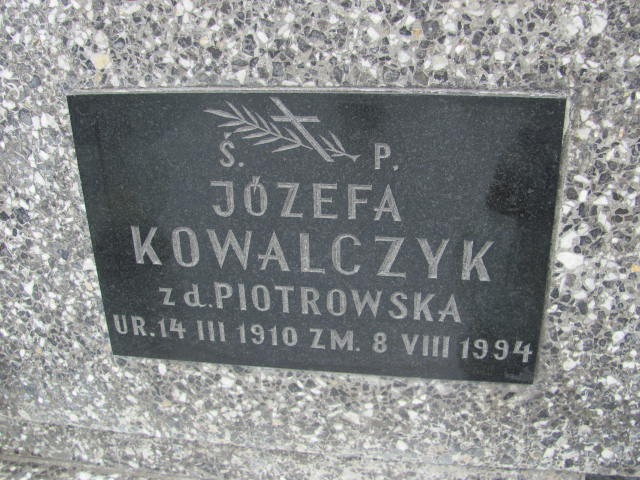 Ś. P.
JÓZEFA
KOWALCZYK
z d. PIOTROWSKA
UR. 14 III 1910 ZM. 8 VIII 1994